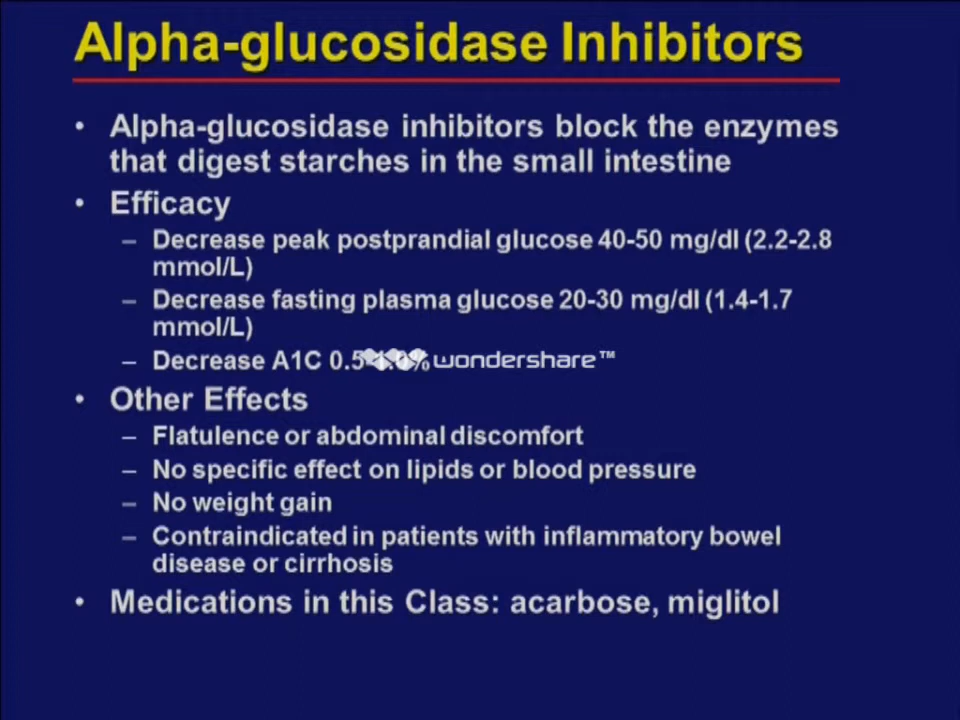 Alpha-glucosidase Inhibitors
• Alpha-glucosidase inhibitors block the enzymes
that digest starches in the small intestine
• Efficacy
– Decrease peak postprandial glucose 40-50 mg/dl (2.2-2.8
mmol/L)
– Decrease fasting plasma glucose 20-30 mg/dl (1.4-1.7
mmol/L)
– Decrease A1C 0.5-1.0% wondershare™
• Other Effects
– Flatulence or abdominal discomfort
– No specific effect on lipids or blood pressure
– No weight gain
– Contraindicated in patients with inflammatory bowel
disease or cirrhosis
• Medications in this Class: acarbose, miglitol